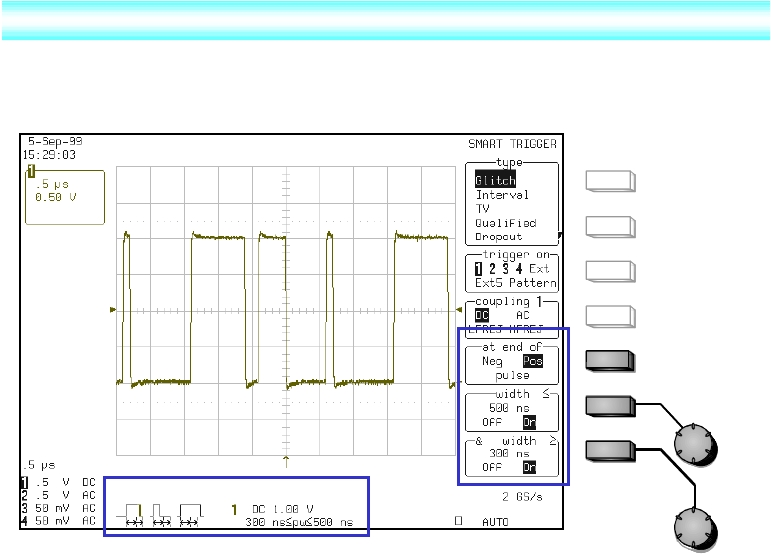 5-Sep-99
15:29:03
1
.5 µs
0.50 V
SMART TRIGGER
type
Glitch
Interval
TV
Qualified
Dropout
trigger on
1 2 3 4 Ext
Ext5 Pattern
coupling 1
DC AC
LFREJ HFREJ
at end of
Neg Pos
pulse
width ≤
500 ns
OFF On
& width ≥
300 ns
OFF On
.5 µs
1 .5 V DC
2 .5 V AC
3 50 mV AC
4 50 mV AC
1 DC 1.00 V
300 ns≤pw≤500 ns
2 GS/s
AUTO